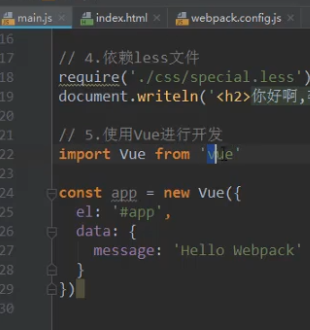 main.js
index.html
webpack.config.js
16
17 // 4.依赖less文件
18 require('./css/special.less')
19 document.writeln('<h2>你好啊,
20
21 // 5.使用Vue进行开发
22 import Vue from 'vue'
23
24 const app = new Vue({
25 el: '#app',
26 data: {
27 message: 'Hello Webpack'
28 }
29 })
30